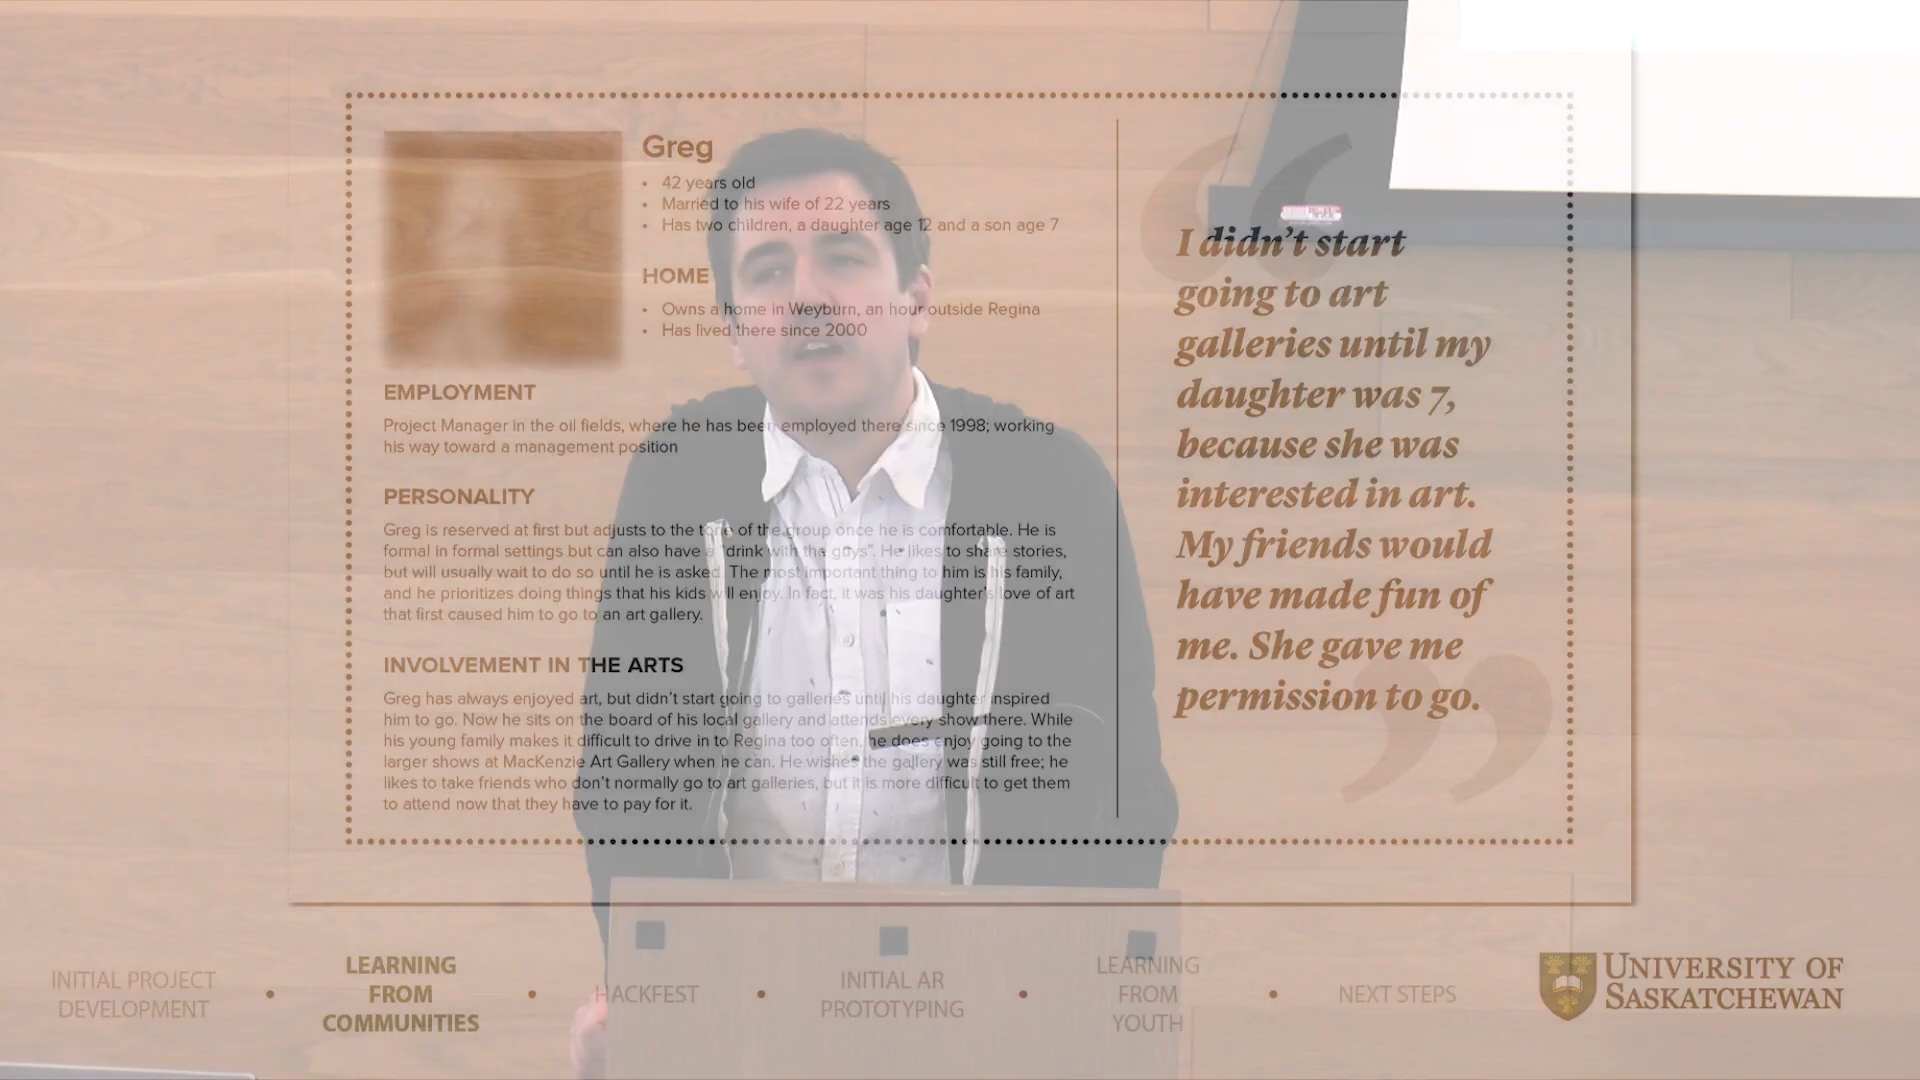 Greg
• 42 years old
• Married to his wife of 22 years
• Has two children, a daughter age 12 and a son age 7
HOME
• Owns a home in Weyburn, an hour outside Regina
• Has lived there since 2000
EMPLOYMENT
Project Manager in the oil fields, where he has been employed there since 1998; working
his way toward a management position
PERSONALITY
Greg is reserved at first but adjusts to the tone of the group once he is comfortable. He is
formal in formal settings but can also have a "drink with the guys". He likes to share stories,
but will usually wait to do so until he is asked. The most important thing to him is his family,
and he prioritizes doing things that his kids will enjoy. In fact, it was his daughter's love of art
that first caused him to go to an art gallery.
INVOLVEMENT IN THE ARTS
Greg has always enjoyed art, but didn't start going to galleries until his daughter inspired
him to go. Now he sits on the board of his local gallery and attends every show there. While
his young family makes it difficult to drive in to Regina too often, he does enjoy going to the
larger shows at MacKenzie Art Gallery when he can. He wishes the gallery was still free; he
likes to take friends who don't normally go to art galleries, but it is more difficult to get them
to attend now that they have to pay for it.
“
I didn't start
going to art
galleries until my
daughter was 7,
because she was
interested in art.
My friends would
have made fun of
me. She gave me
permission to go.
”
INITIAL PROJECT
DEVELOPMENT
•
LEARNING
FROM
COMMUNITIES
•
HACKFEST
•
INITIAL AR
PROTOTYPING
•
LEARNING
FROM
YOUTH
•
NEXT STEPS
UNIVERSITY OF
SASKATCHEWAN